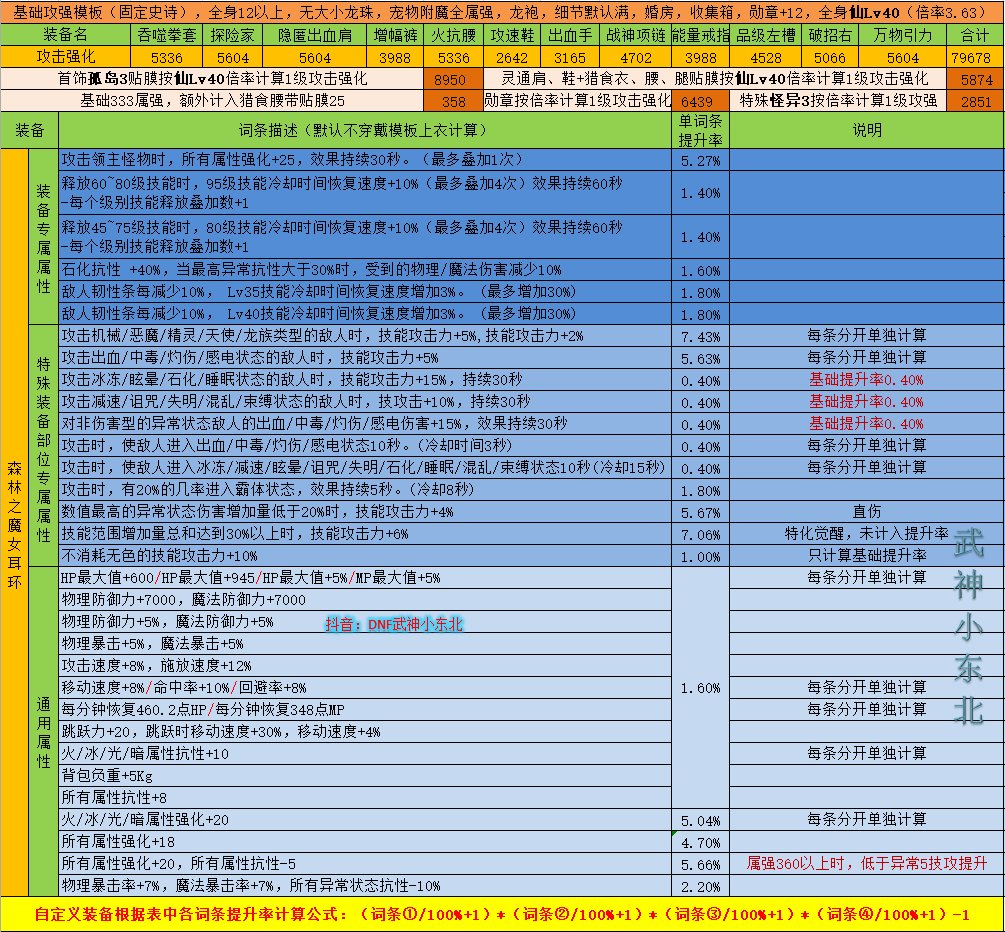 基础攻强模板（固定史诗），全身12以上，无大小龙珠，宠物附魔全属强，龙袍，细节默认满，婚房，收集箱，勋章+12，全身仙Lv40（倍率3.63）
装备名 吞噬拳套 探险家 隐匿出血肩 增幅裤 火抗腰 攻速鞋 出血手 战神项链 能量戒指 品级左槽 破招右 万物引力 合计
攻击强化 5336 5604 5604 3988 5336 2642 3165 4702 3988 4528 5066 5604 79678
首饰孤岛3贴膜按仙Lv40倍率计算1级攻击强化 8950 灵通肩、鞋+猎食衣、腰、腿贴膜按仙Lv40倍率计算1级攻击强化 5874
基础333属强，额外计入猎食腰带贴膜25 358 勋章按倍率计算1级攻击强化 6439 特殊怪异3按倍率计算1级攻强 2851
装备 词条描述（默认不穿戴模板上衣计算） 单词条提升率 说明
森林之魔女耳环
装备专属属性
攻击领主怪物时，所有属性强化+25，效果持续30秒。（最多叠加1次） 5.27%
释放60~80级技能时，95级技能冷却时间恢复速度+10%（最多叠加4次）效果持续60秒
-每个级别技能释放叠加数+1 1.40%
释放45~75级技能时，80级技能冷却时间恢复速度+10%（最多叠加4次）效果持续60秒
-每个级别技能释放叠加数+1 1.40%
石化抗性 +40%，当最高异常抗性大于30%时，受到的物理/魔法伤害减少10% 1.60%
敌人韧性条每减少10%， Lv35技能冷却时间恢复速度增加3%。（最多增加30%） 1.80%
敌人韧性条每减少10%， Lv40技能冷却时间恢复速度增加3%。（最多增加30%） 1.80%
特殊装备部位专属属性
攻击机械/恶魔/精灵/天使/龙族类型的敌人时，技能攻击力+5%,技能攻击力+2% 7.43% 每条分开单独计算
攻击出血/中毒/灼伤/感电状态的敌人时，技能攻击力+5% 5.63% 每条分开单独计算
攻击冰冻/眩晕/石化/睡眠状态的敌人时，技能攻击力+15%，持续30秒 0.40% 基础提升率0.40%
攻击减速/诅咒/失明/混乱/束缚状态的敌人时，技攻击+10%，持续30秒 0.40% 基础提升率0.40%
对非伤害型的异常状态敌人的出血/中毒/灼伤/感电伤害+15%，效果持续30秒 0.40% 基础提升率0.40%
攻击时，使敌人进入出血/中毒/灼伤/感电状态10秒。(冷却时间3秒） 0.40% 每条分开单独计算
攻击时，使敌人进入冰冻/减速/眩晕/诅咒/失明/石化/睡眠/混乱/束缚状态10秒(冷却15秒） 0.40% 每条分开单独计算
攻击时，有20%的几率进入霸体状态，效果持续5秒。(冷却8秒） 1.80%
数值最高的异常状态伤害增加量低于20%时，技能攻击力+4% 5.67% 直伤
技能范围增加量总和达到30%以上时，技能攻击力+6% 7.06% 特化觉醒，未计入提升率
不消耗无色的技能攻击力+10% 1.00% 只计算基础提升率
通用属性
HP最大值+600/HP最大值+945/HP最大值+5%/MP最大值+5% 每条分开单独计算
物理防御力+7000，魔法防御力+7000
物理防御力+5%，魔法防御力+5% 抖音：DNF武神小东北
物理暴击+5%，魔法暴击+5%
攻击速度+8%，施放速度+12%
移动速度+8%/命中率+10%/回避率+8% 1.60% 每条分开单独计算
每分钟恢复460.2点HP/每分钟恢复348点MP 每条分开单独计算
跳跃力+20，跳跃时移动速度+30%，移动速度+4%
火/冰/光/暗属性抗性+10 每条分开单独计算
背包负重+5Kg
所有属性抗性+8
火/冰/光/暗属性强化+20 5.04% 每条分开单独计算
所有属性强化+18 4.70%
所有属性强化+20，所有属性抗性-5 5.66% 属强360以上时，低于异常5技攻提升
物理暴击率+7%，魔法暴击率+7%，所有异常状态抗性-10% 2.20%
武神小东北
自定义装备根据表中各词条提升率计算公式：（词条①/100%+1）*（词条②/100%+1）*（词条③/100%+1）*（词条④/100%+1）-1